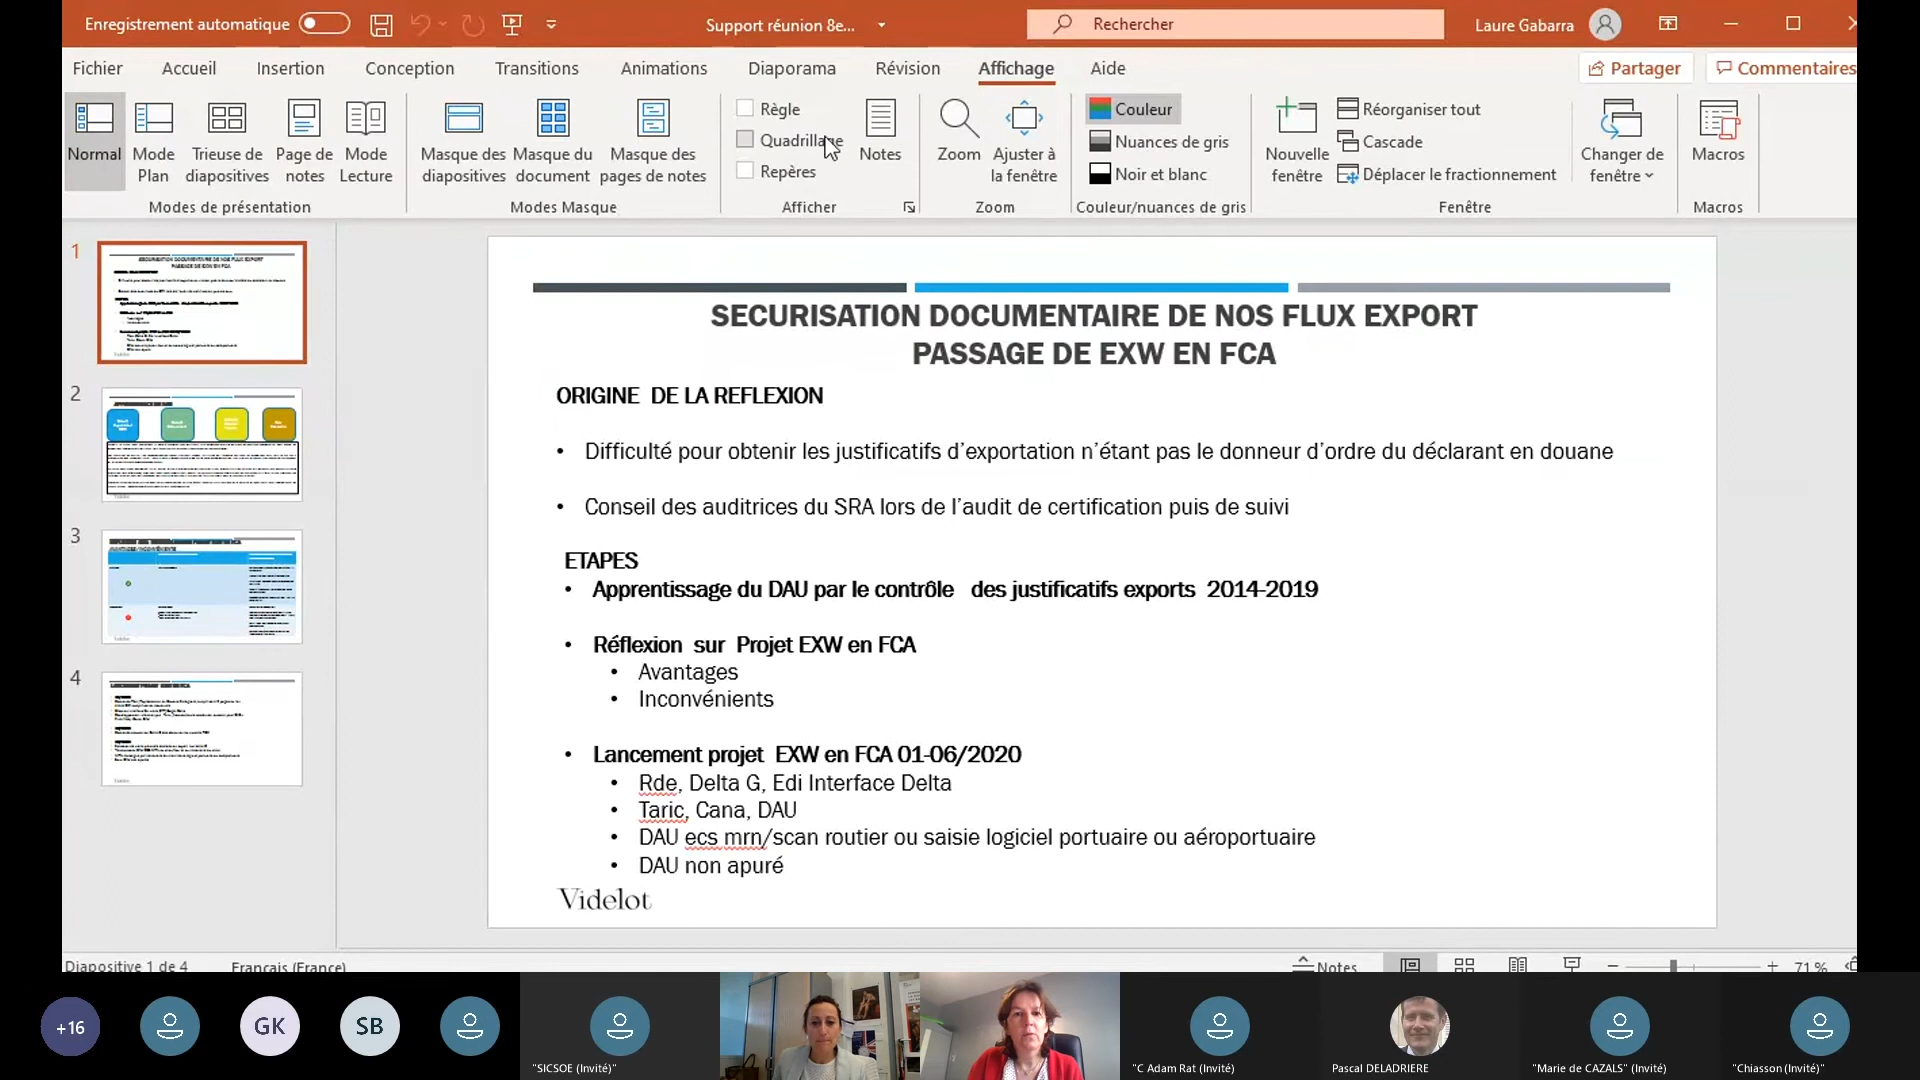 Enregistrement automatique
Support réunion 8e...
Rechercher
Laure Gabarra
Fichier
Accueil
Insertion
Conception
Transitions
Animations
Diaporama
Révision
Affichage
Aide
Partager
Commentaires
Normal
Mode Plan
Trieuse de diapositives
Page de notes
Mode Lecture
Modes de présentation
Masque des diapositives
Masque du document
Masque des pages de notes
Modes Masque
Règle
Quadrillage
Repères
Notes
Afficher
Zoom
Ajuster à la fenêtre
Zoom
Couleur
Nuances de gris
Noir et blanc
Couleur/nuances de gris
Nouvelle fenêtre
Réorganiser tout
Cascade
Déplacer le fractionnement
Changer de fenêtre
Fenêtre
Macros
Macros
1
2
3
4
SECURISATION DOCUMENTAIRE DE NOS FLUX EXPORT
PASSAGE DE EXW EN FCA
ORIGINE DE LA REFLEXION
• Difficulté pour obtenir les justificatifs d’exportation n’étant pas le donneur d’ordre du déclarant en douane
• Conseil des auditrices du SRA lors de l’audit de certification puis de suivi
ETAPES
• Apprentissage du DAU par le contrôle des justificatifs exports 2014-2019
• Réflexion sur Projet EXW en FCA
• Avantages
• Inconvénients
• Lancement projet EXW en FCA 01-06/2020
• Rde, Delta G, Edi Interface Delta
• Taric, Cana, DAU
• DAU ecs mrn/scan routier ou saisie logiciel portuaire ou aéroportuaire
• DAU non apuré
Videlot
Diapositive 1 de 4
Français (France)
Notes
71 %
+16
GK
SB
"SICSOE (Invité)"
"C Adam Rat (Invité)
Pascal DELADRIERE
"Marie de CAZALS" (Invité)
"Chiasson (Invité)"